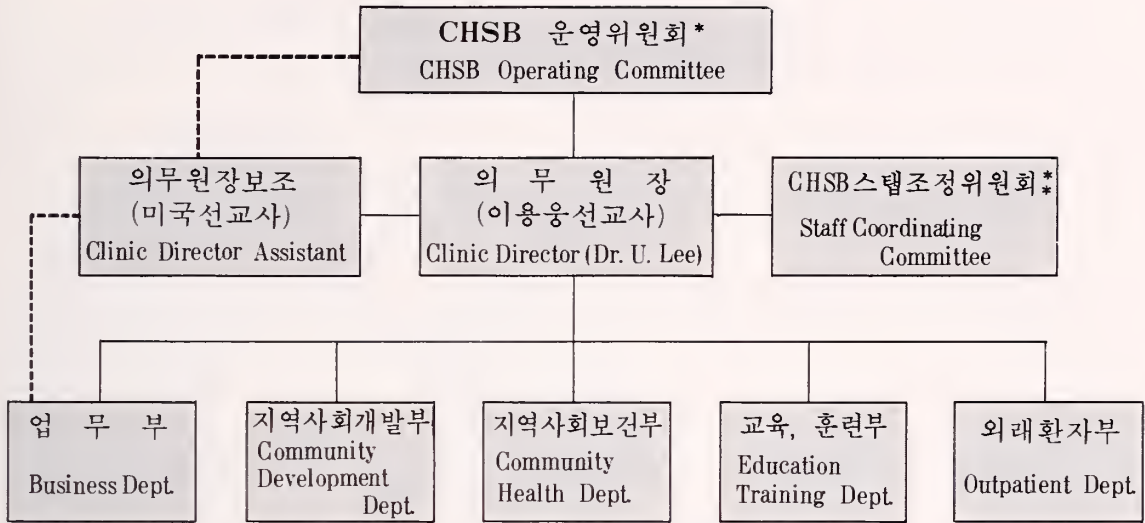 CHSB 운영위원회*
CHSB Operating Committee
의무원장보조
(미국선교사)
Clinic Director Assistant
의 무 원 장
(이용웅선교사)
Clinic Director (Dr. U. Lee)
CHSB스탭조정위원회**
Staff Coordinating
Committee
업 무 부
Business Dept.
지역사회개발부
Community
Development
Dept.
지역사회보건부
Community
Health Dept.
교육, 훈련부
Education
Training Dept.
외래환자부
Outpatient Dept.